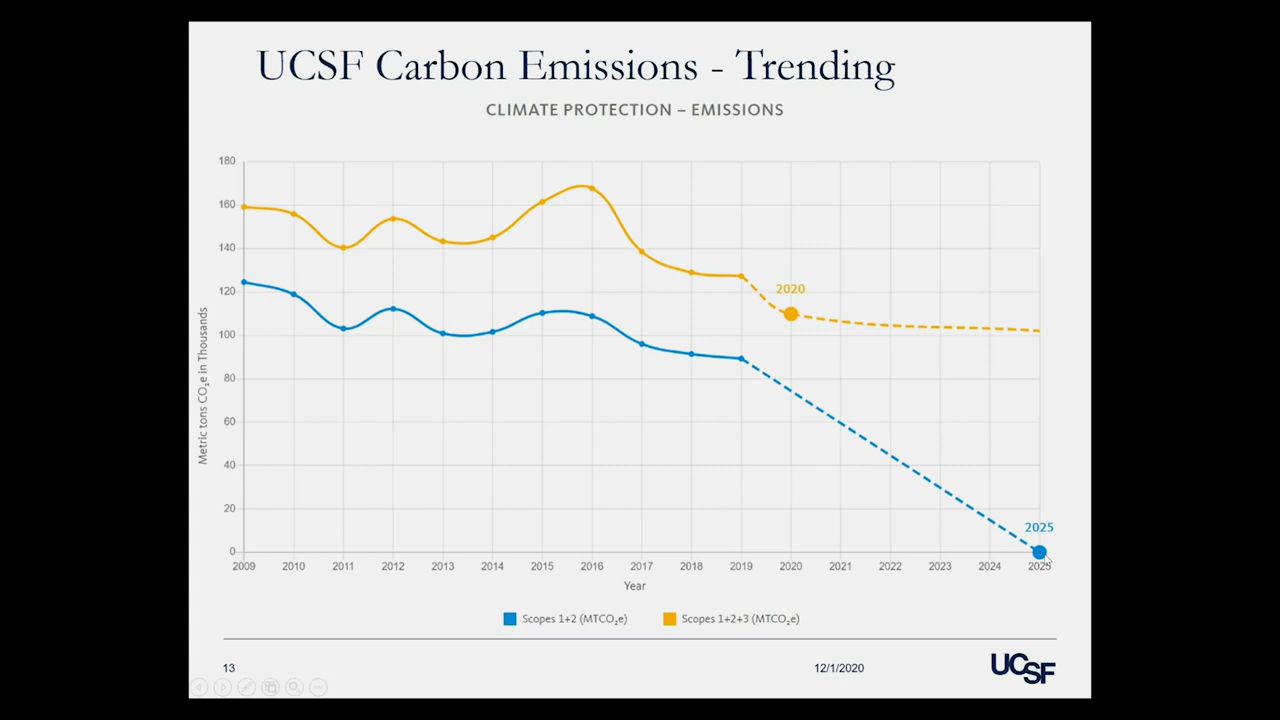 UCSF Carbon Emissions - Trending
CLIMATE PROTECTION – EMISSIONS
180
160
140
120
100
80
60
40
20
0
Metric tons CO₂e in Thousands
2020
2025
2009 2010 2011 2012 2013 2014 2015 2016 2017 2018 2019 2020 2021 2022 2023 2024 2025
Year
Scopes 1+2 (MTCO₂e) Scopes 1+2+3 (MTCO₂e)
13 12/1/2020 UCSF